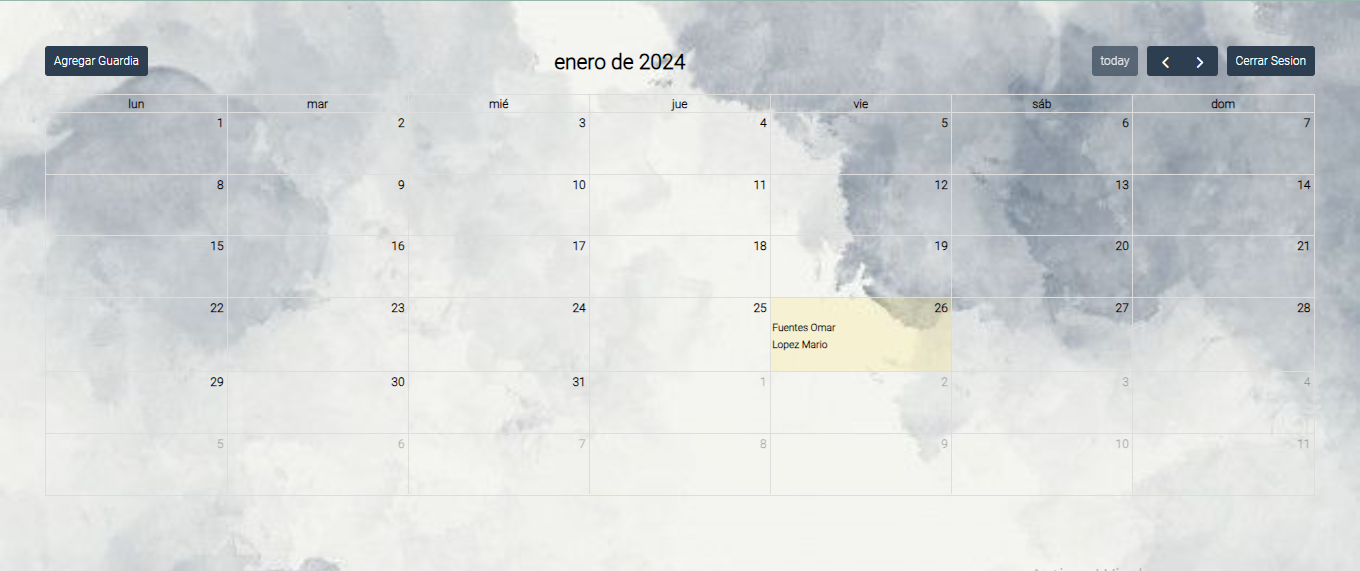 Agregar Guardia
enero de 2024
today
Cerrar Sesion
lun mar mié jue vie sáb dom
1 2 3 4 5 6 7
8 9 10 11 12 13 14
15 16 17 18 19 20 21
22 23 24 25 26 27 28
Fuentes Omar
Lopez Mario
29 30 31 1 2 3 4
5 6 7 8 9 10 11